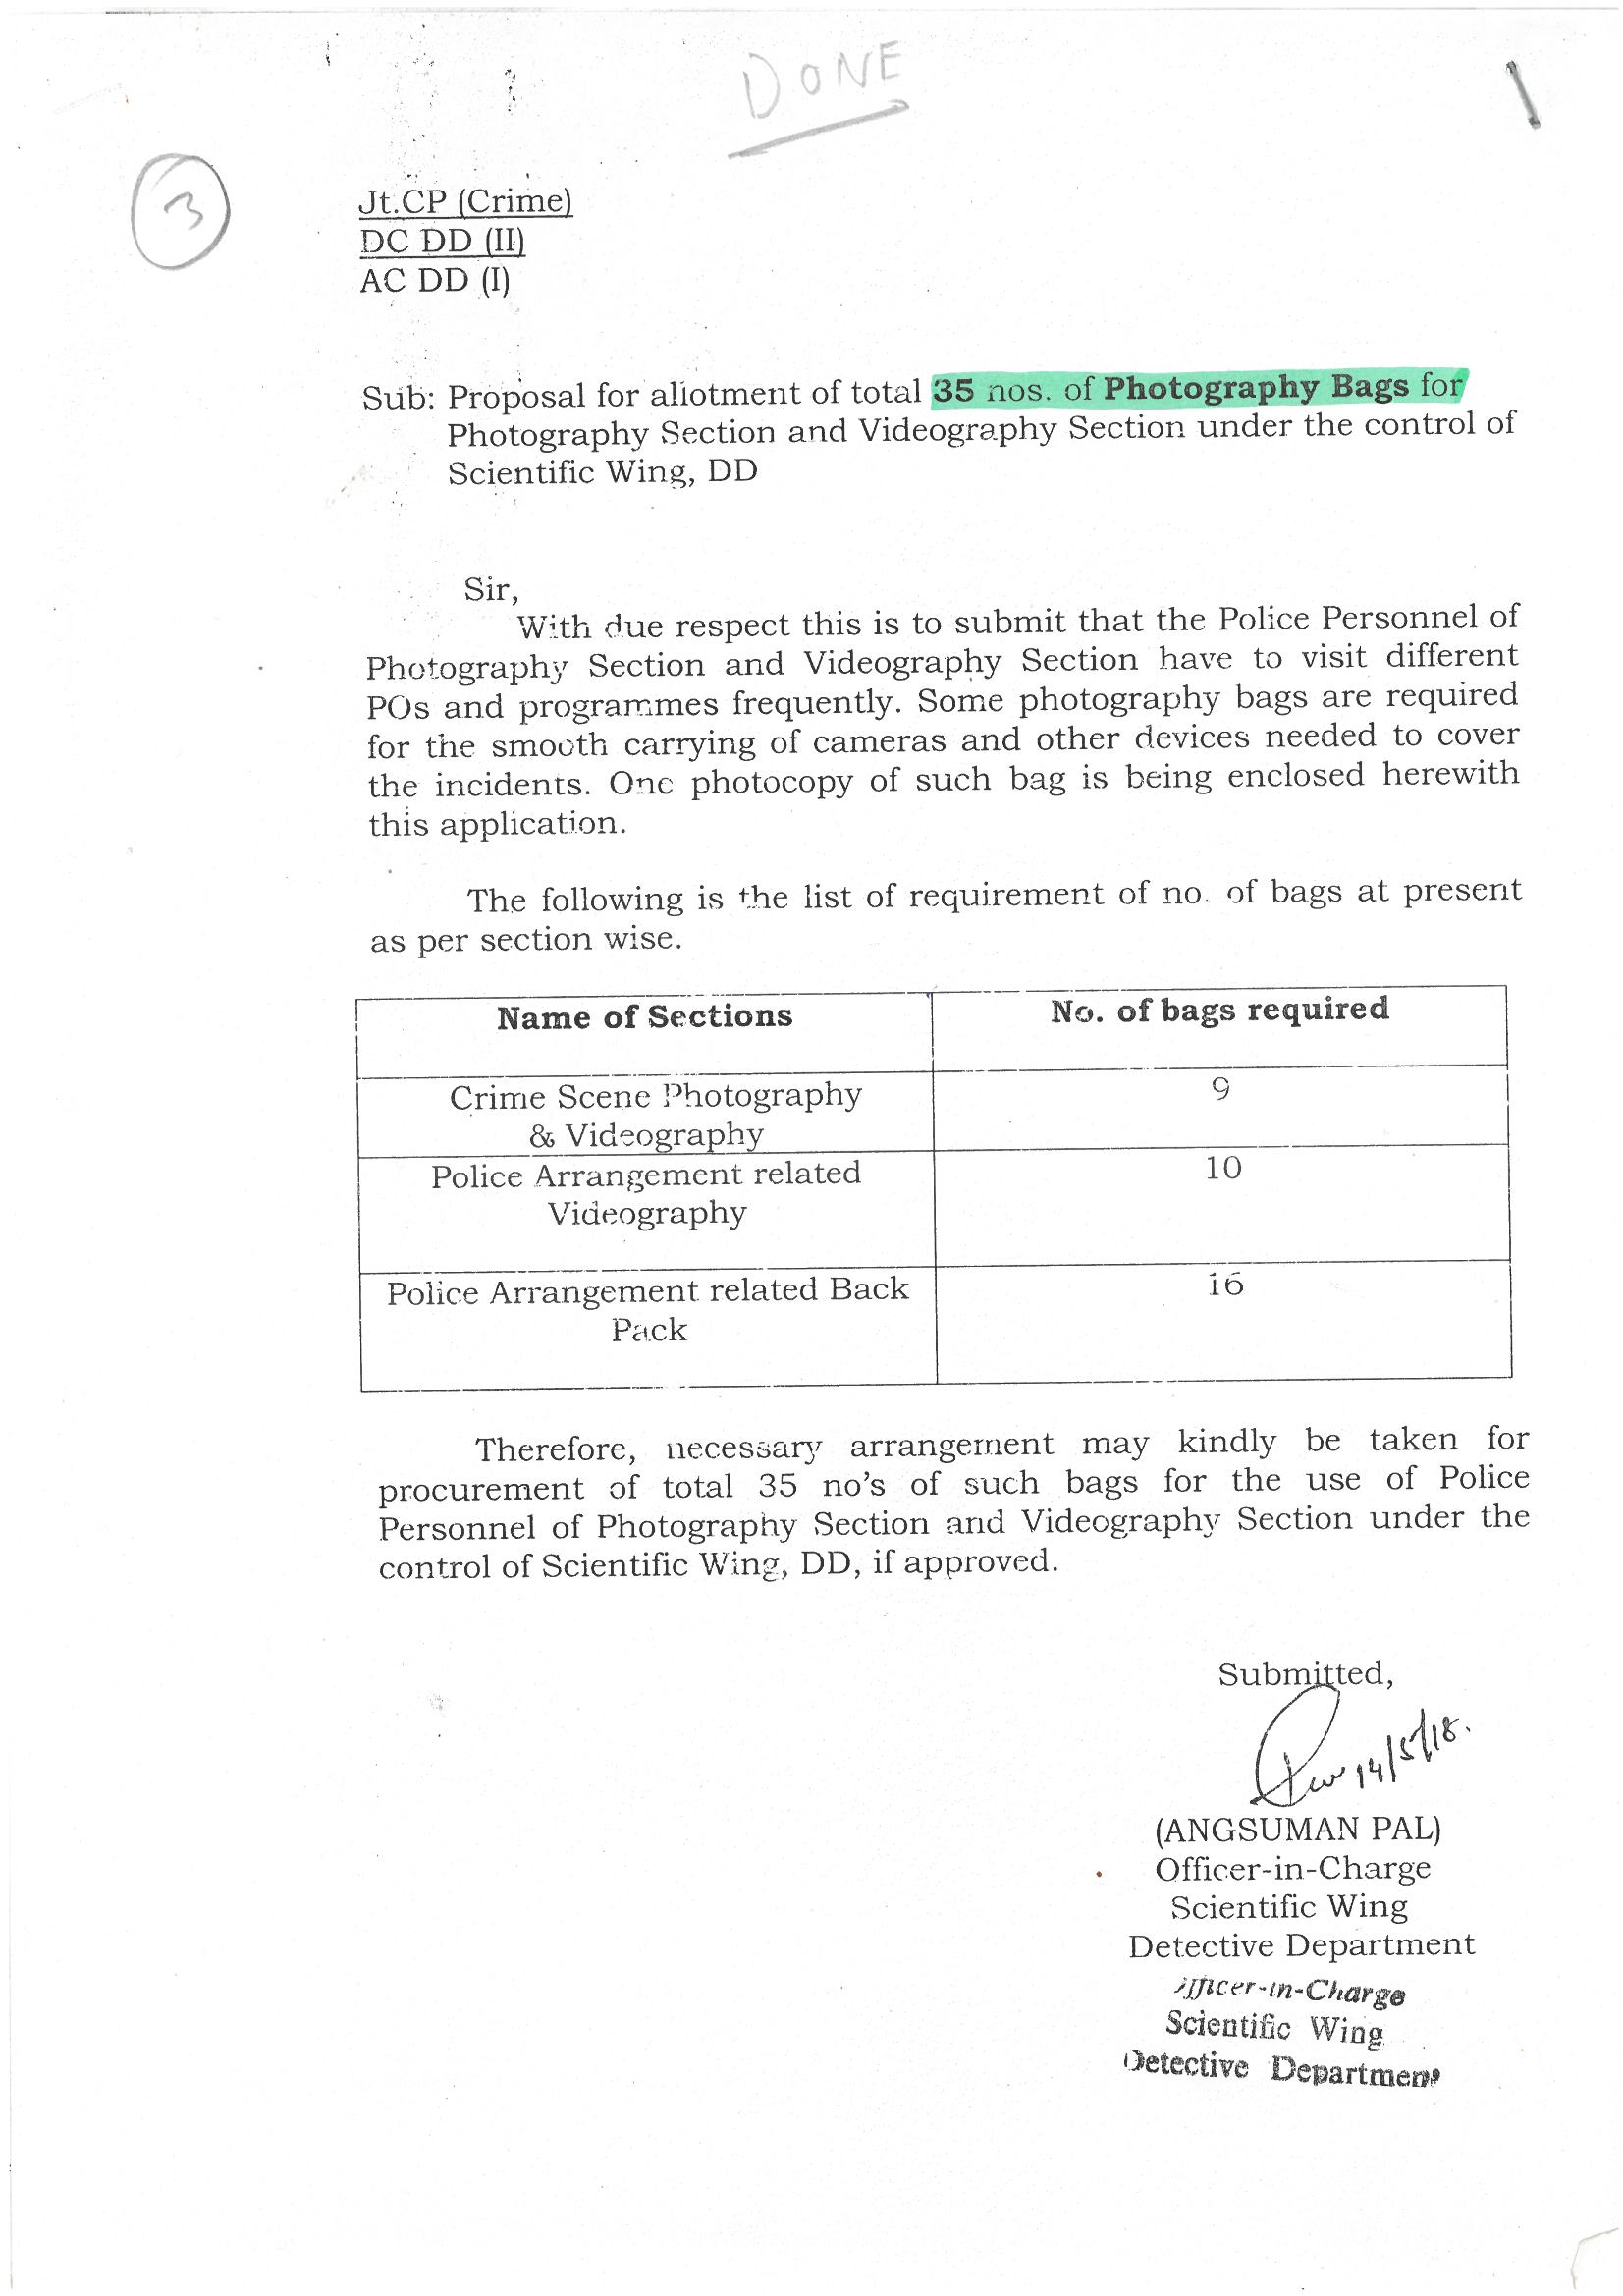 DONE
3
Jt.CP (Crime)
DC DD (II)
AC DD (I)
Sub: Proposal for allotment of total 35 nos. of Photography Bags for
Photography Section and Videography Section under the control of
Scientific Wing, DD
Sir,
With due respect this is to submit that the Police Personnel of
Photography Section and Videography Section have to visit different
POs and programmes frequently. Some photography bags are required
for the smooth carrying of cameras and other devices needed to cover
the incidents. One photocopy of such bag is being enclosed herewith
this application.
The following is the list of requirement of no. of bags at present
as per section wise.
Name of Sections No. of bags required
Crime Scene Photography 9
& Videography
Police Arrangement related 10
Videography
Police Arrangement related Back 16
Pack
Therefore, necessary arrangement may kindly be taken for
procurement of total 35 no's of such bags for the use of Police
Personnel of Photography Section and Videography Section under the
control of Scientific Wing, DD, if approved.
Submitted,
14/5/18.
(ANGSUMAN PAL)
Officer-in-Charge
Scientific Wing
Detective Department
Officer-in-Charge
Scientific Wing
Detective Department